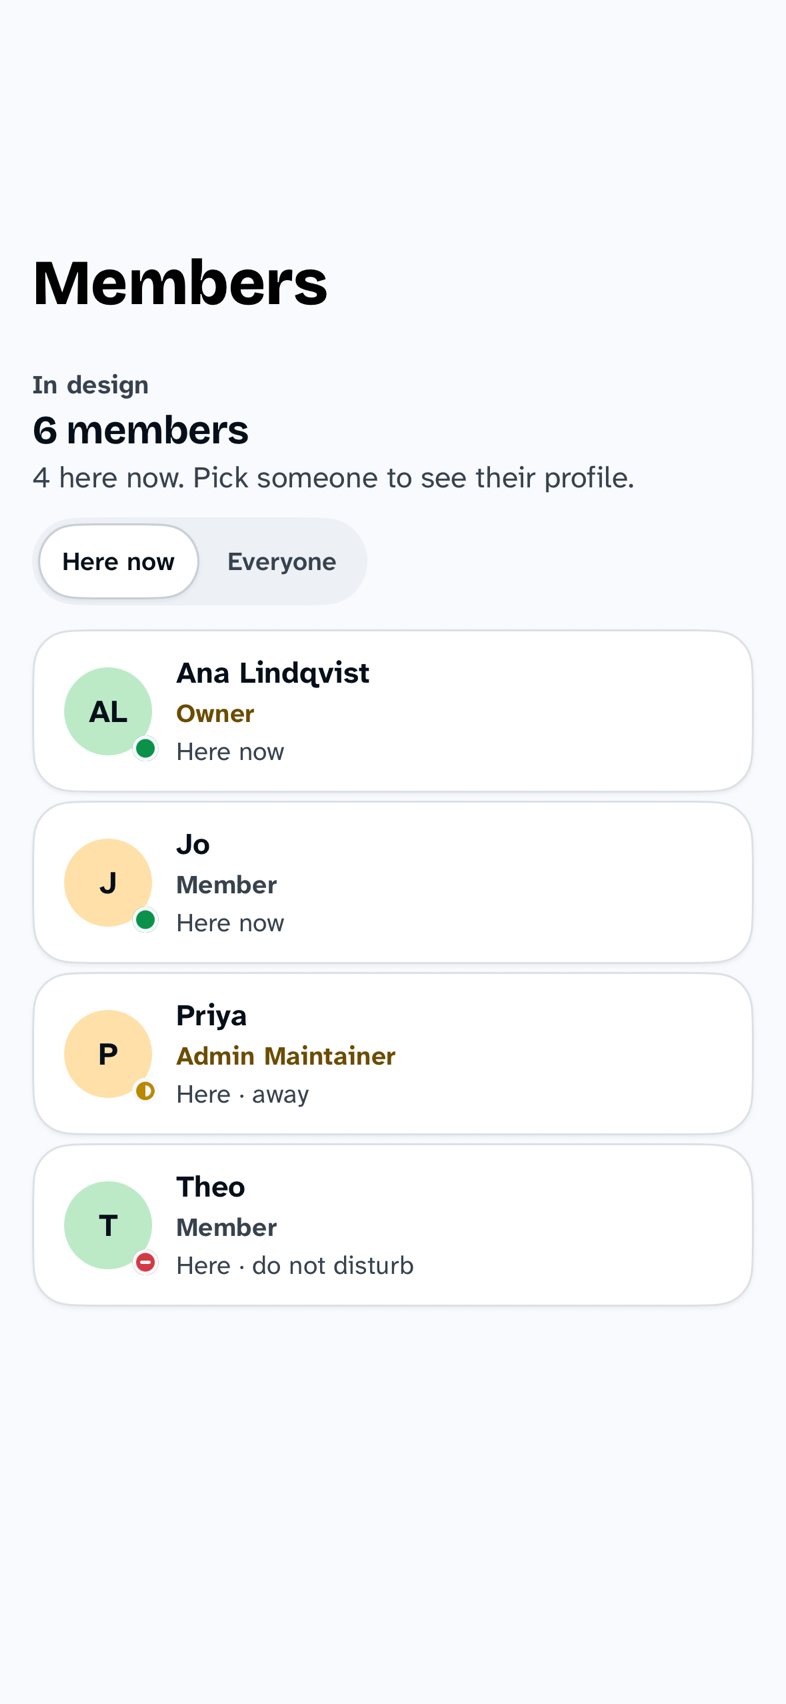 Members
In design
6 members
4 here now. Pick someone to see their profile.
Here now
Everyone
AL
Ana Lindqvist
Owner
Here now
J
Jo
Member
Here now
P
Priya
Admin Maintainer
Here · away
T
Theo
Member
Here · do not disturb